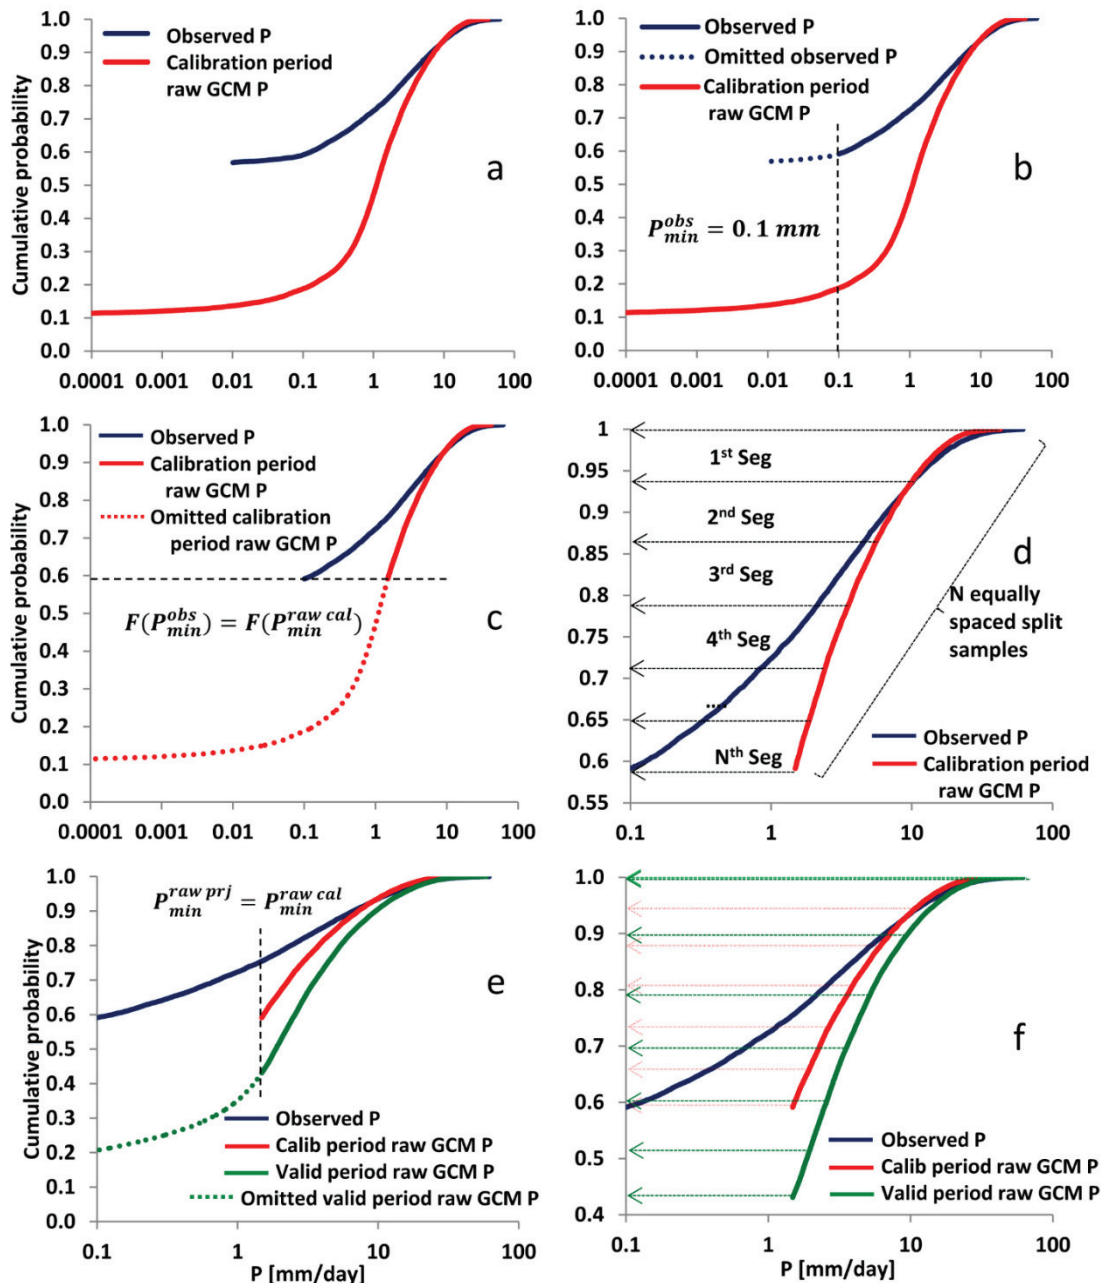 1.0
0.9
0.8
0.7
0.6
0.5
0.4
0.3
0.2
0.1
0.0
Cumulative probability
Observed P
Calibration period
raw GCM P
a
0.0001 0.001 0.01 0.1 1 10 100
1.0
0.9
0.8
0.7
0.6
0.5
0.4
0.3
0.2
0.1
0.0
Observed P
Omitted observed P
Calibration period
raw GCM P
b
P_min^obs = 0.1 mm
0.0001 0.001 0.01 0.1 1 10 100
1.0
0.9
0.8
0.7
0.6
0.5
0.4
0.3
0.2
0.1
0.0
Cumulative probability
Observed P
Calibration period
raw GCM P
Omitted calibration
period raw GCM P
F(P_min^obs) = F(P_min^raw cal)
c
0.0001 0.001 0.01 0.1 1 10 100
1
0.95
0.9
0.85
0.8
0.75
0.7
0.65
0.6
0.55
1st Seg
2nd Seg
3rd Seg
4th Seg
....
Nth Seg
d
N equally
spaced split
samples
Observed P
Calibration period
raw GCM P
0.1 1 10 100
1.0
0.9
0.8
0.7
0.6
0.5
0.4
0.3
0.2
0.1
0.0
Cumulative probability
P_min^raw prj = P_min^raw cal
e
Observed P
Calib period raw GCM P
Valid period raw GCM P
Omitted valid period raw GCM P
0.1 1 10 100
P [mm/day]
1.0
0.9
0.8
0.7
0.6
0.5
0.4
f
Observed P
Calib period raw GCM P
Valid period raw GCM P
0.1 1 10 100
P [mm/day]